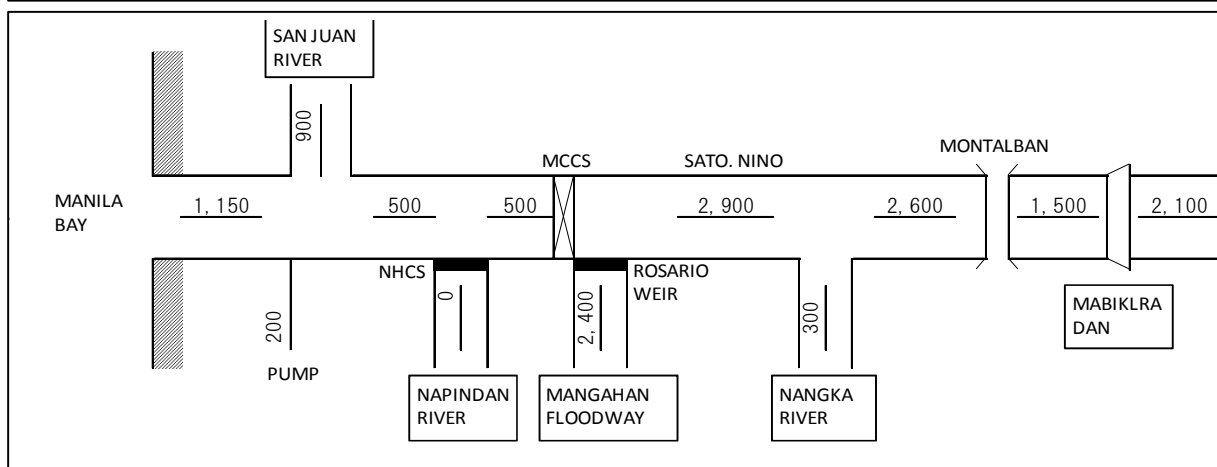 SAN JUAN
RIVER
900
MCCS
SATO. NINO
MONTALBAN
MANILA
BAY
1, 150
500
500
2, 900
2, 600
1, 500
2, 100
NHCS
ROSARIO
WEIR
200
0
2, 400
300
MABIKLRA
DAN
PUMP
NAPINDAN
RIVER
MANGAHAN
FLOODWAY
NANGKA
RIVER